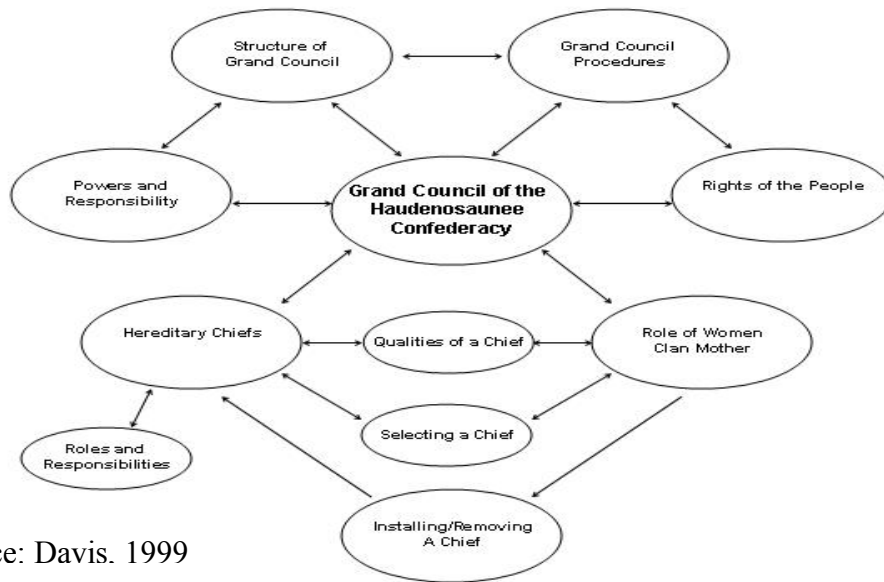 Structure of
Grand Council
Grand Council
Procedures
Powers and
Responsibility
Grand Council of the
Haudenosaunee
Confederacy
Rights of the People
Hereditary Chiefs
Qualities of a Chief
Role of Women
Clan Mother
Selecting a Chief
Roles and
Responsibilities
Installing/Removing
A Chief
ce: Davis, 1999